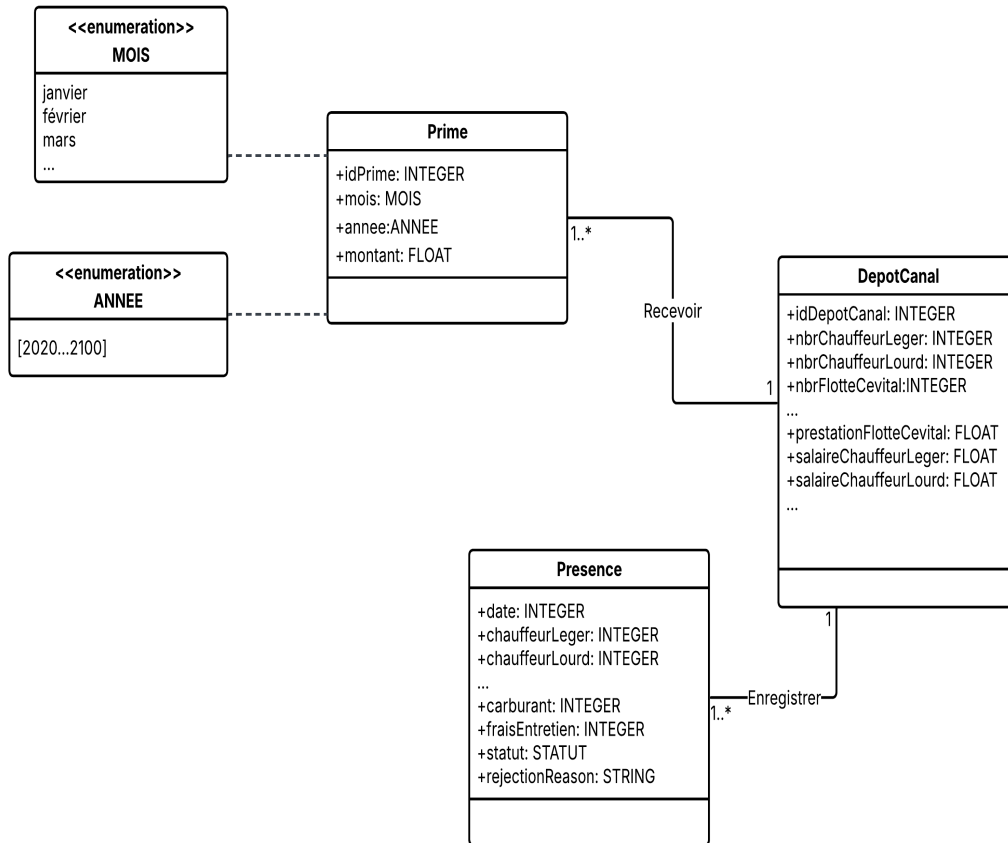 <<enumeration>>
MOIS
janvier
février
mars
...
<<enumeration>>
ANNEE
[2020...2100]
Prime
+idPrime: INTEGER
+mois: MOIS
+annee:ANNEE
+montant: FLOAT
1..*
Recevoir
1
DepotCanal
+idDepotCanal: INTEGER
+nbrChauffeurLeger: INTEGER
+nbrChauffeurLourd: INTEGER
+nbrFlotteCevital:INTEGER
...
+prestationFlotteCevital: FLOAT
+salaireChauffeurLeger: FLOAT
+salaireChauffeurLourd: FLOAT
...
1
Enregistrer
1..*
Presence
+date: INTEGER
+chauffeurLeger: INTEGER
+chauffeurLourd: INTEGER
...
+carburant: INTEGER
+fraisEntretien: INTEGER
+statut: STATUT
+rejectionReason: STRING